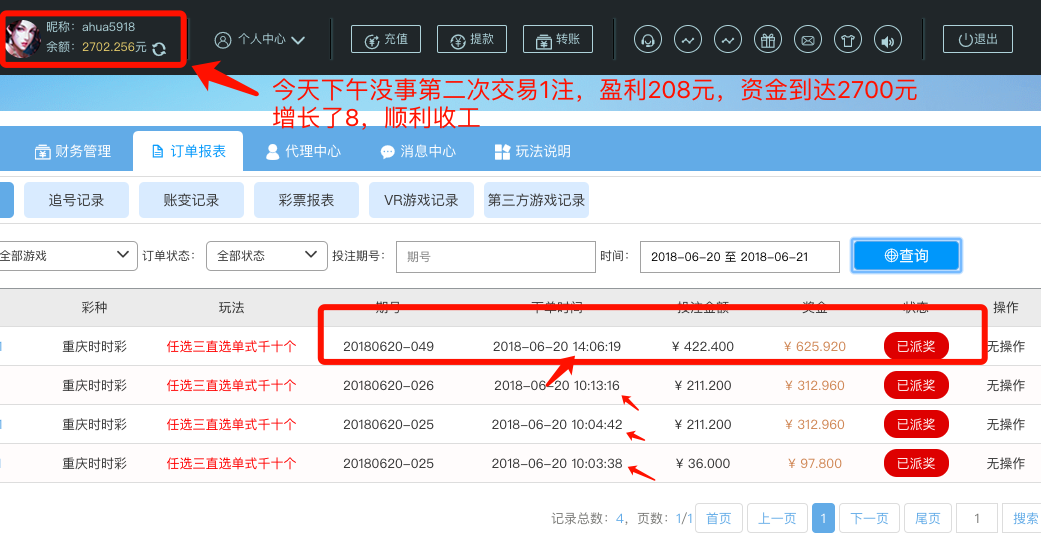 昵称: ahua5918
余额: 2702.256元
个人中心
充值
提款
转账
退出
今天下午没事第二次交易1注，盈利208元，资金到达2700元
增长了8，顺利收工
财务管理 订单报表 代理中心 消息中心 玩法说明
追号记录 账变记录 彩票报表 VR游戏记录 第三方游戏记录
全部游戏 订单状态: 全部状态 投注期号: 期号 时间: 2018-06-20 至 2018-06-21 查询
彩种 玩法 期号 下单时间 投注金额 奖金 状态 操作
重庆时时彩 任选三直选单式千十个 20180620-049 2018-06-20 14:06:19 ¥ 422.400 ¥ 625.920 已派奖 无操作
重庆时时彩 任选三直选单式千十个 20180620-026 2018-06-20 10:13:16 ¥ 211.200 ¥ 312.960 已派奖 无操作
重庆时时彩 任选三直选单式千十个 20180620-025 2018-06-20 10:04:42 ¥ 211.200 ¥ 312.960 已派奖 无操作
重庆时时彩 任选三直选单式千十个 20180620-025 2018-06-20 10:03:38 ¥ 36.000 ¥ 97.800 已派奖 无操作
记录总数: 4, 页数: 1/1 首页 上一页 1 下一页 尾页 1 搜索